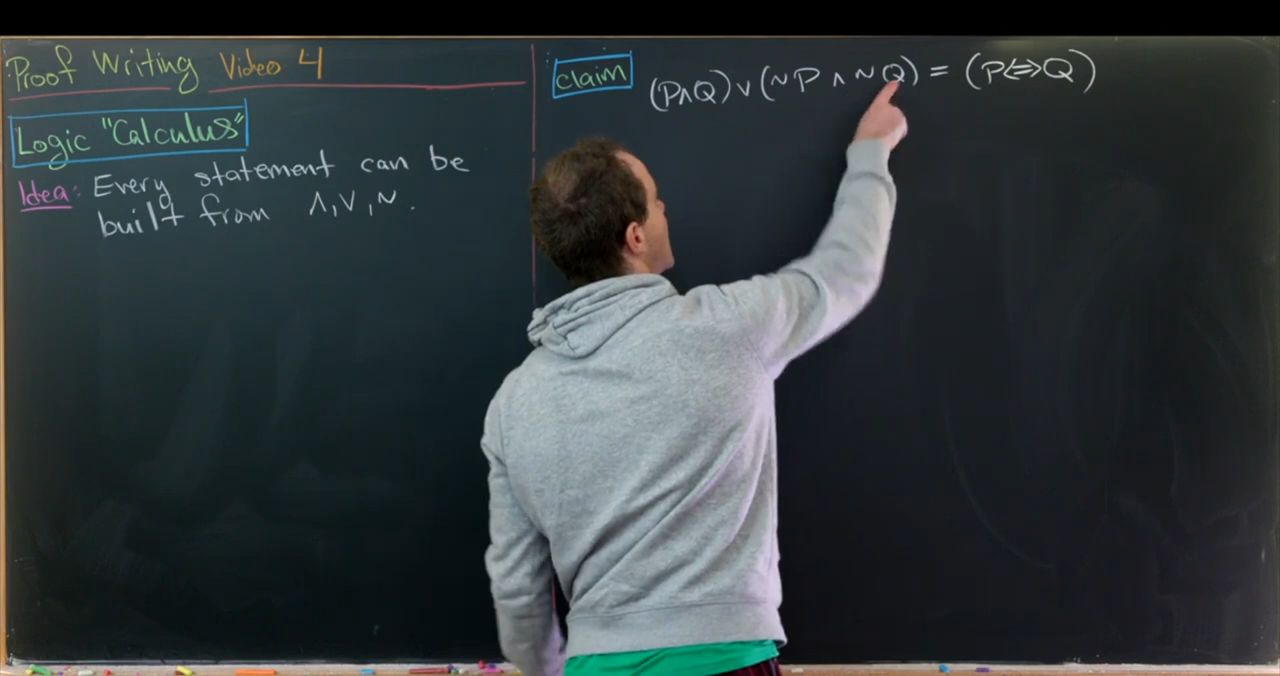 Proof Writing Video 4
Logic "Calculus"
Idea: Every statement can be
built from ∧, ∨, ~.
claim (P∧Q) ∨ (~P ∧ ~Q) = (P⇔Q)